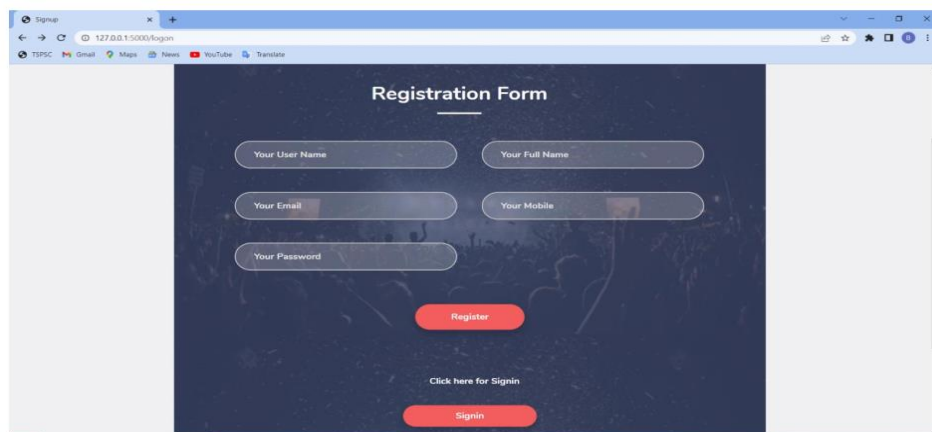 Signup
127.0.0.1:5000/logon
TSPSC Gmail Maps News YouTube Translate
Registration Form
Your User Name Your Full Name
Your Email Your Mobile
Your Password
Register
Click here for Signin
Signin